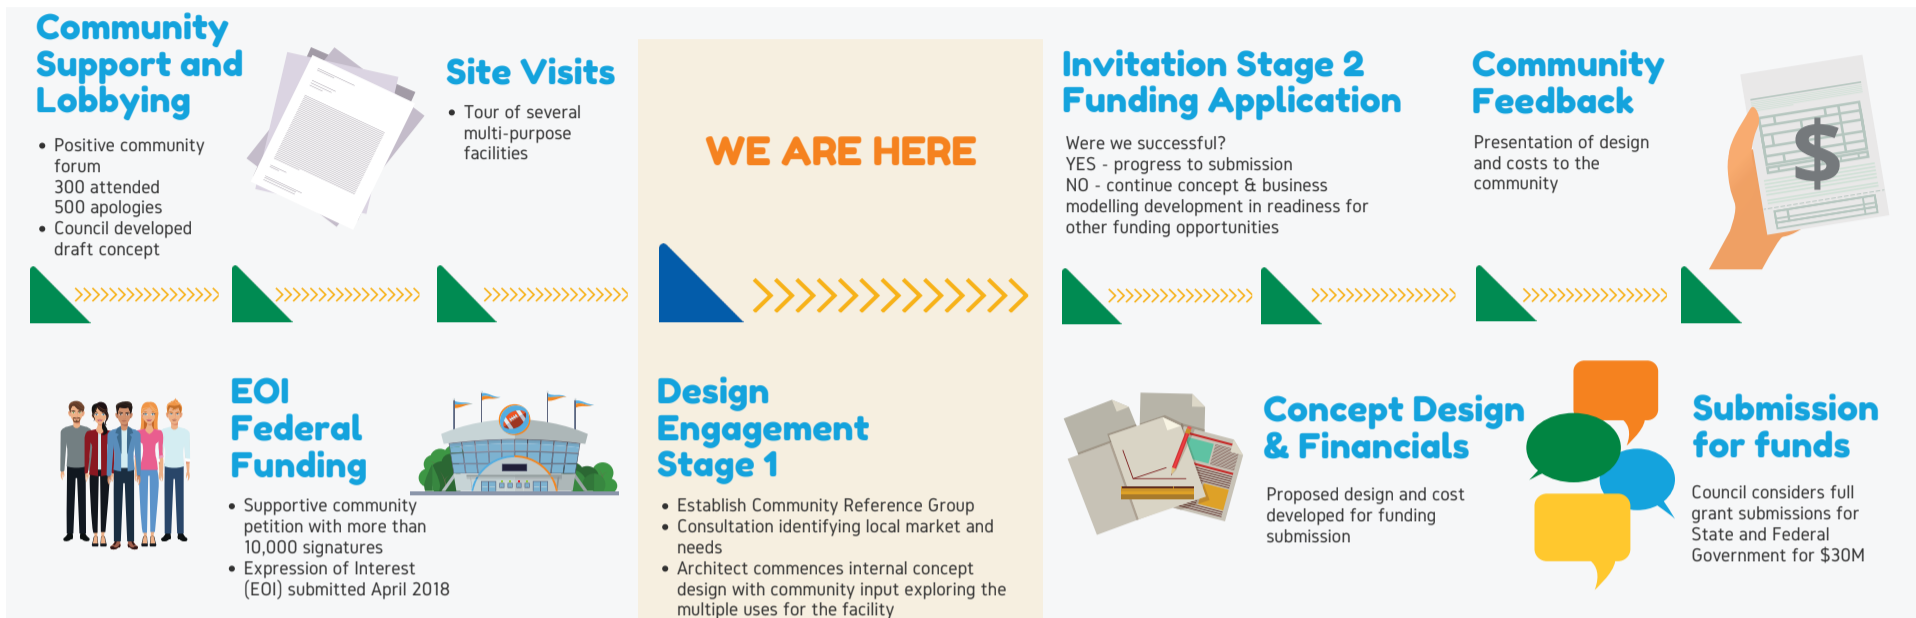 Community
Support and
Lobbying
• Positive community
forum
300 attended
500 apologies
• Council developed
draft concept
EOI
Federal
Funding
• Supportive community
petition with more than
10,000 signatures
• Expression of Interest
(EOI) submitted April 2018
Site Visits
• Tour of several
multi-purpose
facilities
WE ARE HERE
Design
Engagement
Stage 1
• Establish Community Reference Group
• Consultation identifying local market and
needs
• Architect commences internal concept
design with community input exploring the
multiple uses for the facility
Invitation Stage 2
Funding Application
Were we successful?
YES - progress to submission
NO - continue concept & business
modelling development in readiness for
other funding opportunities
Concept Design
& Financials
Proposed design and cost
developed for funding
submission
Community
Feedback
Presentation of design
and costs to the
community
$
Submission
for funds
Council considers full
grant submissions for
State and Federal
Government for $30M